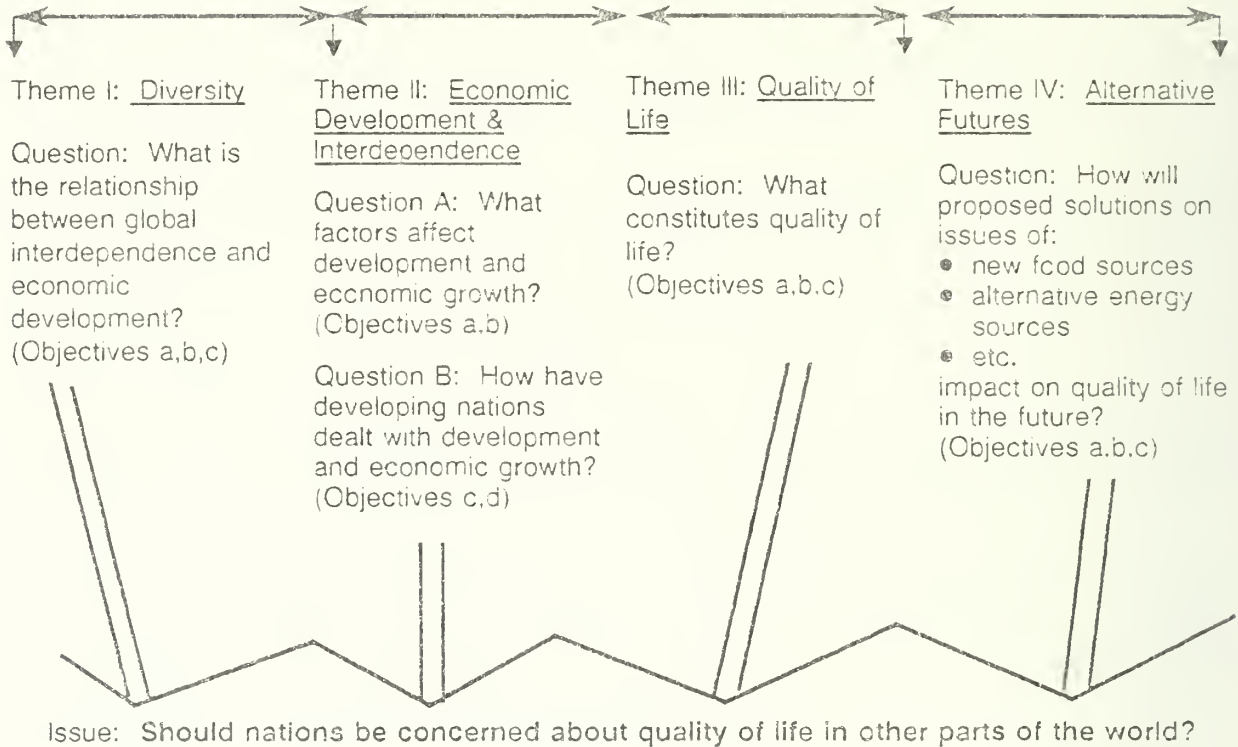 Theme I: Diversity
Question: What is
the relationship
between global
interdependence and
economic
development?
(Objectives a,b,c)
Theme II: Economic
Development &
Interdependence
Question A: What
factors affect
development and
economic growth?
(Objectives a,b)
Question B: How have
developing nations
dealt with development
and economic growth?
(Objectives c,d)
Theme III: Quality of
Life
Question: What
constitutes quality of
life?
(Objectives a,b,c)
Theme IV: Alternative
Futures
Question: How will
proposed solutions on
issues of:
• new food sources
• alternative energy
sources
• etc.
impact on quality of life
in the future?
(Objectives a,b,c)
Issue: Should nations be concerned about quality of life in other parts of the world?